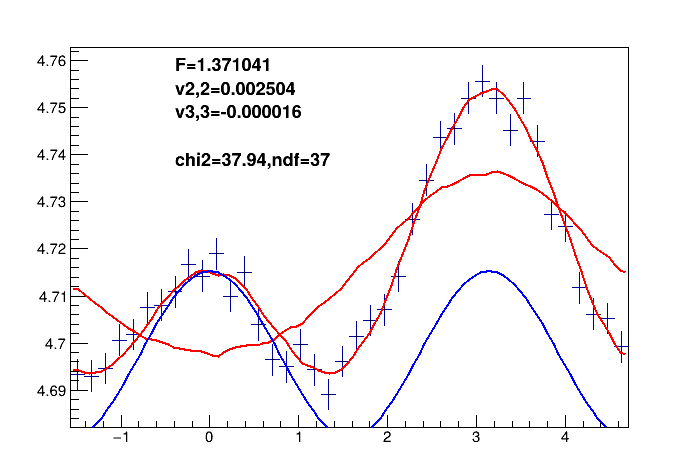 F=1.371041
v2,2=0.002504
v3,3=-0.000016
chi2=37.94,ndf=37
4.76
4.75
4.74
4.73
4.72
4.71
4.7
4.69
−1 0 1 2 3 4